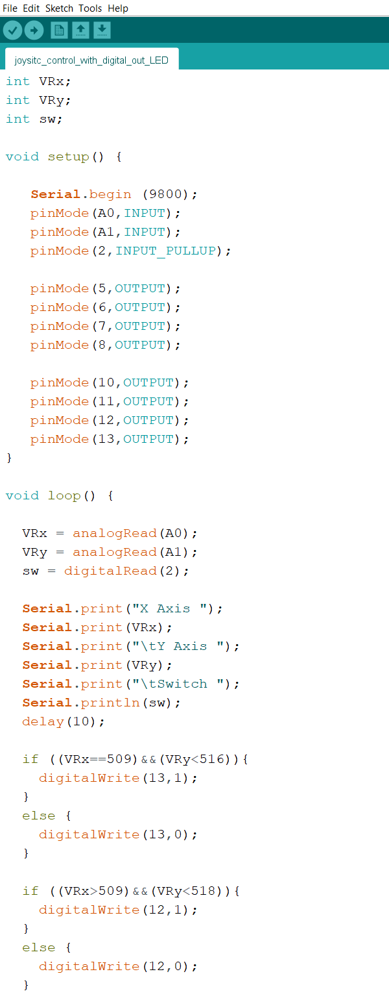 File Edit Sketch Tools Help
joysitc_control_with_digital_out_LED
int VRx;
int VRy;
int sw;
void setup() {
Serial.begin (9800);
pinMode(A0,INPUT);
pinMode(A1,INPUT);
pinMode(2,INPUT_PULLUP);
pinMode(5,OUTPUT);
pinMode(6,OUTPUT);
pinMode(7,OUTPUT);
pinMode(8,OUTPUT);
pinMode(10,OUTPUT);
pinMode(11,OUTPUT);
pinMode(12,OUTPUT);
pinMode(13,OUTPUT);
}
void loop() {
VRx = analogRead(A0);
VRy = analogRead(A1);
sw = digitalRead(2);
Serial.print("X Axis ");
Serial.print(VRx);
Serial.print("\tY Axis ");
Serial.print(VRy);
Serial.print("\tSwitch ");
Serial.println(sw);
delay(10);
if ((VRx==509)&&(VRy<516)){
digitalWrite(13,1);
}
else {
digitalWrite(13,0);
}
if ((VRx>509)&&(VRy<518)){
digitalWrite(12,1);
}
else {
digitalWrite(12,0);
}